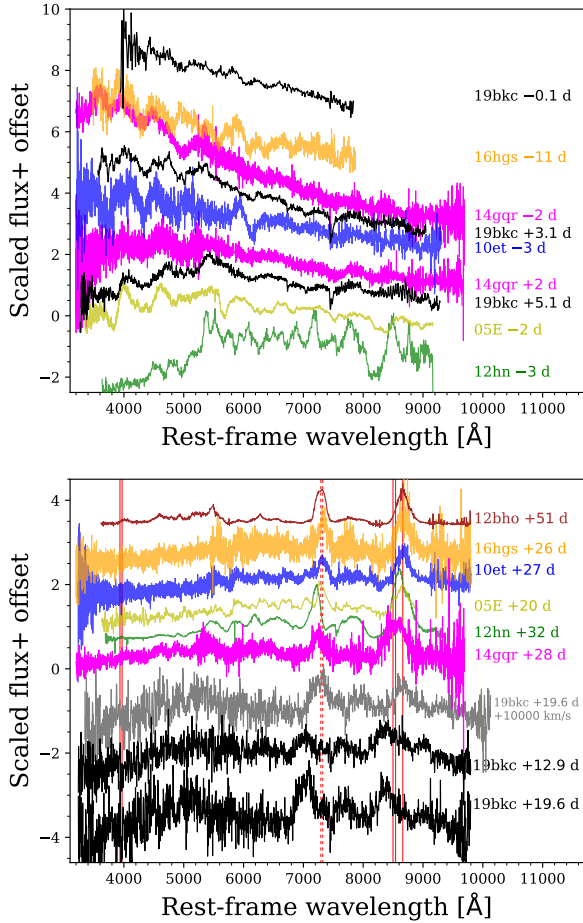 10
8
6
4
2
0
−2
Scaled flux+ offset
19bkc −0.1 d
16hgs −11 d
14gqr −2 d
19bkc +3.1 d
10et −3 d
14gqr +2 d
19bkc +5.1 d
05E −2 d
12hn −3 d
4000 5000 6000 7000 8000 9000 10000 11000
Rest-frame wavelength [Å]
4
2
0
−2
−4
Scaled flux+ offset
12bho +51 d
16hgs +26 d
10et +27 d
05E +20 d
12hn +32 d
14gqr +28 d
19bkc +19.6 d
+10000 km/s
19bkc +12.9 d
19bkc +19.6 d
4000 5000 6000 7000 8000 9000 10000 11000
Rest-frame wavelength [Å]